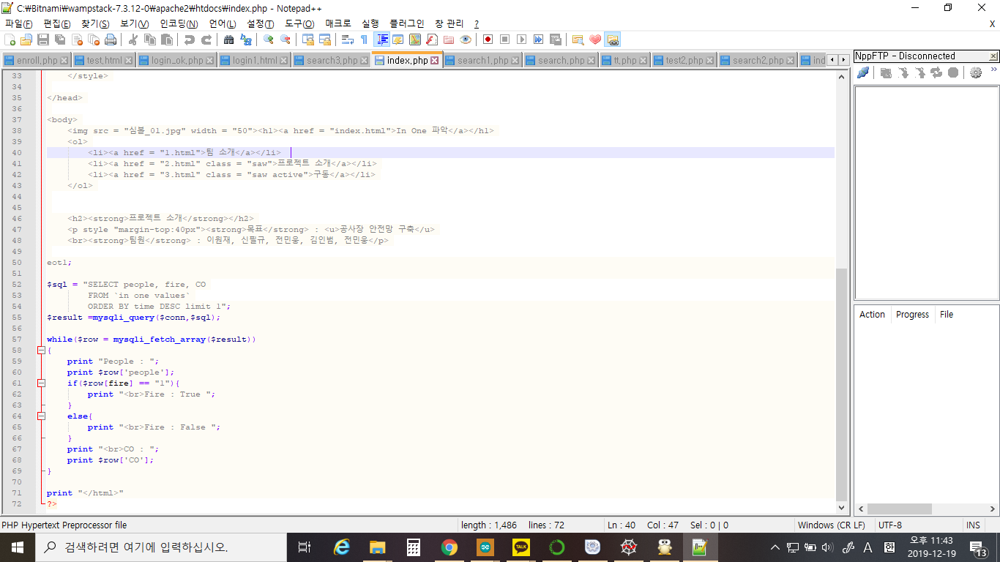 C:₩Bitnami₩wampstack-7.3.12-0₩apache2₩htdocs₩index.php - Notepad++
파일(F) 편집(E) 찾기(S) 보기(V) 인코딩(N) 언어(L) 설정(T) 도구(O) 매크로 실행 플러그인 창 관리 ? X
enroll.php test.html login_ok.php login1.html search3.php index.php search1.php search.php tt.php test2.php search2.php ind
NppFTP - Disconnected
33 </style>
34
35 </head>
36
37 <body>
38 <img src = "심볼_01.jpg" width = "50"><h1><a href = "index.html">In One 파악</a></h1>
39 <ol>
40 <li><a href = "1.html">팀 소개</a></li>
41 <li><a href = "2.html" class = "saw">프로젝트 소개</a></li>
42 <li><a href = "3.html" class = "saw active">구동</a></li>
43 </ol>
44
45
46 <h2><strong>프로젝트 소개</strong></h2>
47 <p style "margin-top:40px"><strong>목표</strong> : <u>공사장 안전망 구축</u>
48 <br><strong>팀원</strong> : 이원재, 신필규, 전민웅, 김인범, 전민웅</p>
49
50 eot1;
51
52 $sql = "SELECT people, fire, CO
53 FROM `in one values`
54 ORDER BY time DESC limit 1";
55 $result =mysqli_query($conn,$sql);
56
57 while($row = mysqli_fetch_array($result))
58 {
59 print "People : ";
60 print $row['people'];
61 if($row[fire] == "1"){
62 print "<br>Fire : True ";
63 }
64 else{
65 print "<br>Fire : False ";
66 }
67 print "<br>CO : ";
68 print $row['CO'];
69 }
70
71 print "</html>"
72 ?>
Action Progress File
PHP Hypertext Preprocessor file length : 1,486 lines : 72 Ln : 40 Col : 47 Sel : 0 | 0 Windows (CR LF) UTF-8 INS
검색하려면 여기에 입력하십시오.
TALK
A 한
오후 11:43
2019-12-19
13